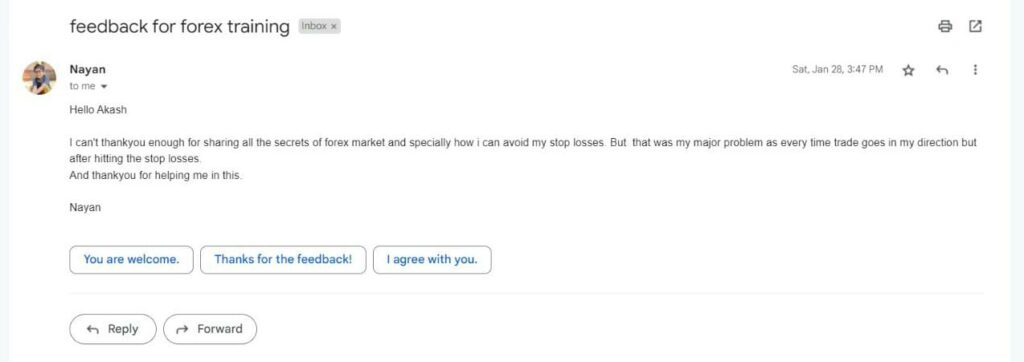 feedback for forex training Inbox x
Nayan Sat, Jan 28, 3:47 PM
to me
Hello Akash
I can't thankyou enough for sharing all the secrets of forex market and specially how i can avoid my stop losses. But that was my major problem as every time trade goes in my direction but
after hitting the stop losses.
And thankyou for helping me in this.
Nayan
You are welcome. Thanks for the feedback! I agree with you.
Reply Forward